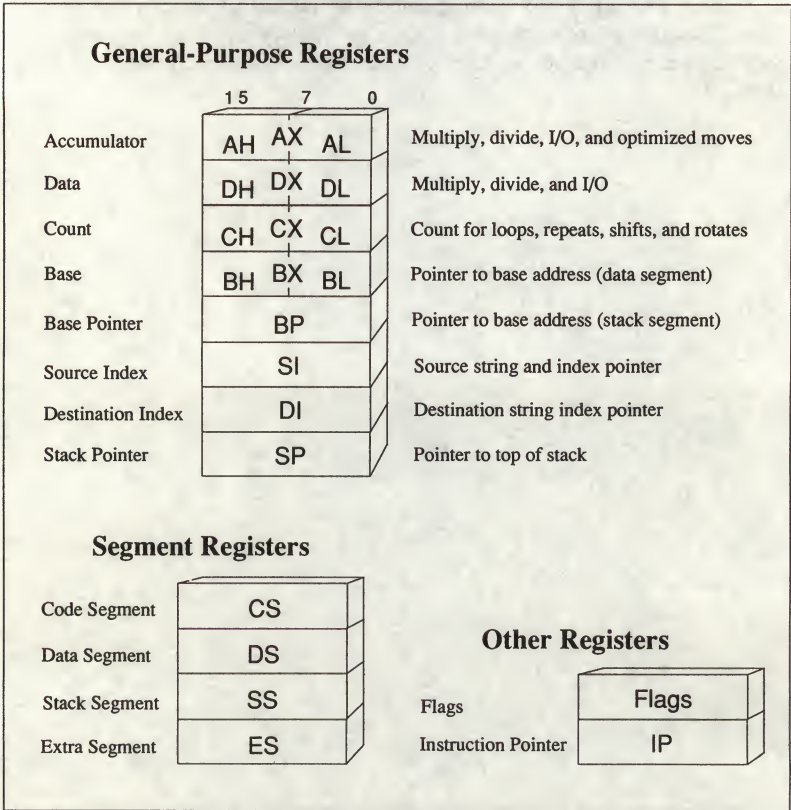 General-Purpose Registers
15 7 0
Accumulator AH AX AL Multiply, divide, I/O, and optimized moves
Data DH DX DL Multiply, divide, and I/O
Count CH CX CL Count for loops, repeats, shifts, and rotates
Base BH BX BL Pointer to base address (data segment)
Base Pointer BP Pointer to base address (stack segment)
Source Index SI Source string and index pointer
Destination Index DI Destination string index pointer
Stack Pointer SP Pointer to top of stack
Segment Registers
Code Segment CS
Data Segment DS
Stack Segment SS
Extra Segment ES
Other Registers
Flags Flags
Instruction Pointer IP